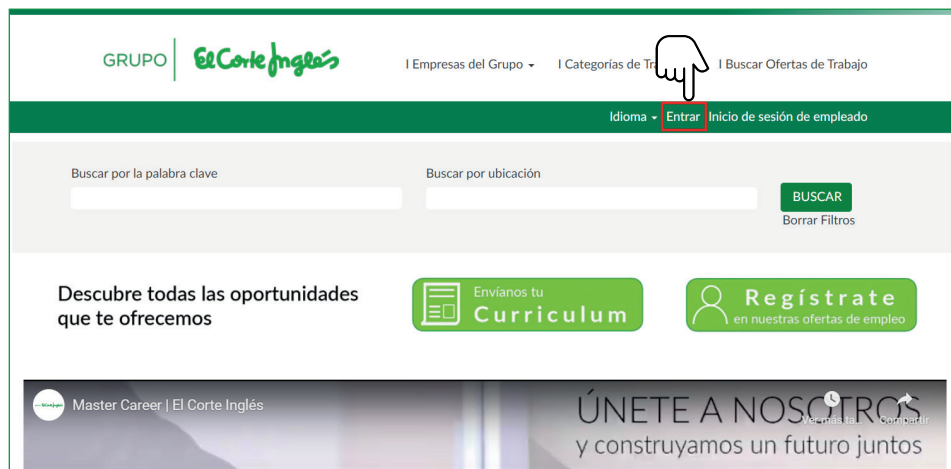 GRUPO El Corte Inglés
I Empresas del Grupo I Categorías de Tra I Buscar Ofertas de Trabajo
Idioma Entrar Inicio de sesión de empleado
Buscar por la palabra clave Buscar por ubicación
BUSCAR
Borrar Filtros
Descubre todas las oportunidades
que te ofrecemos
Envíanos tu
Curriculum
Regístrate
en nuestras ofertas de empleo
Master Career | El Corte Inglés
ÚNETE A NOSOTROS
Ver más ta... Compartir
y construyamos un futuro juntos